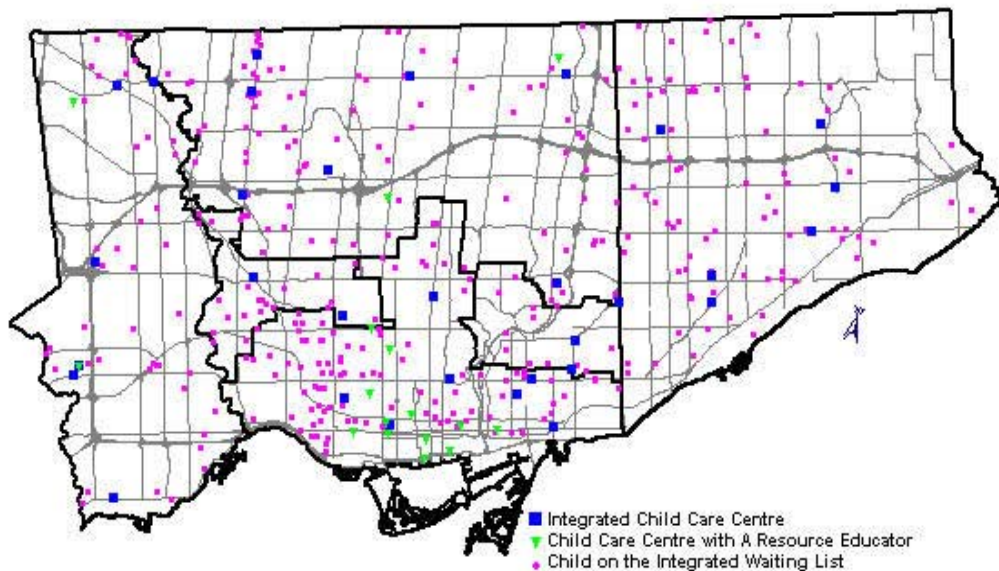 Integrated Child Care Centre
Child Care Centre with A Resource Educator
Child on the Integrated Waiting List